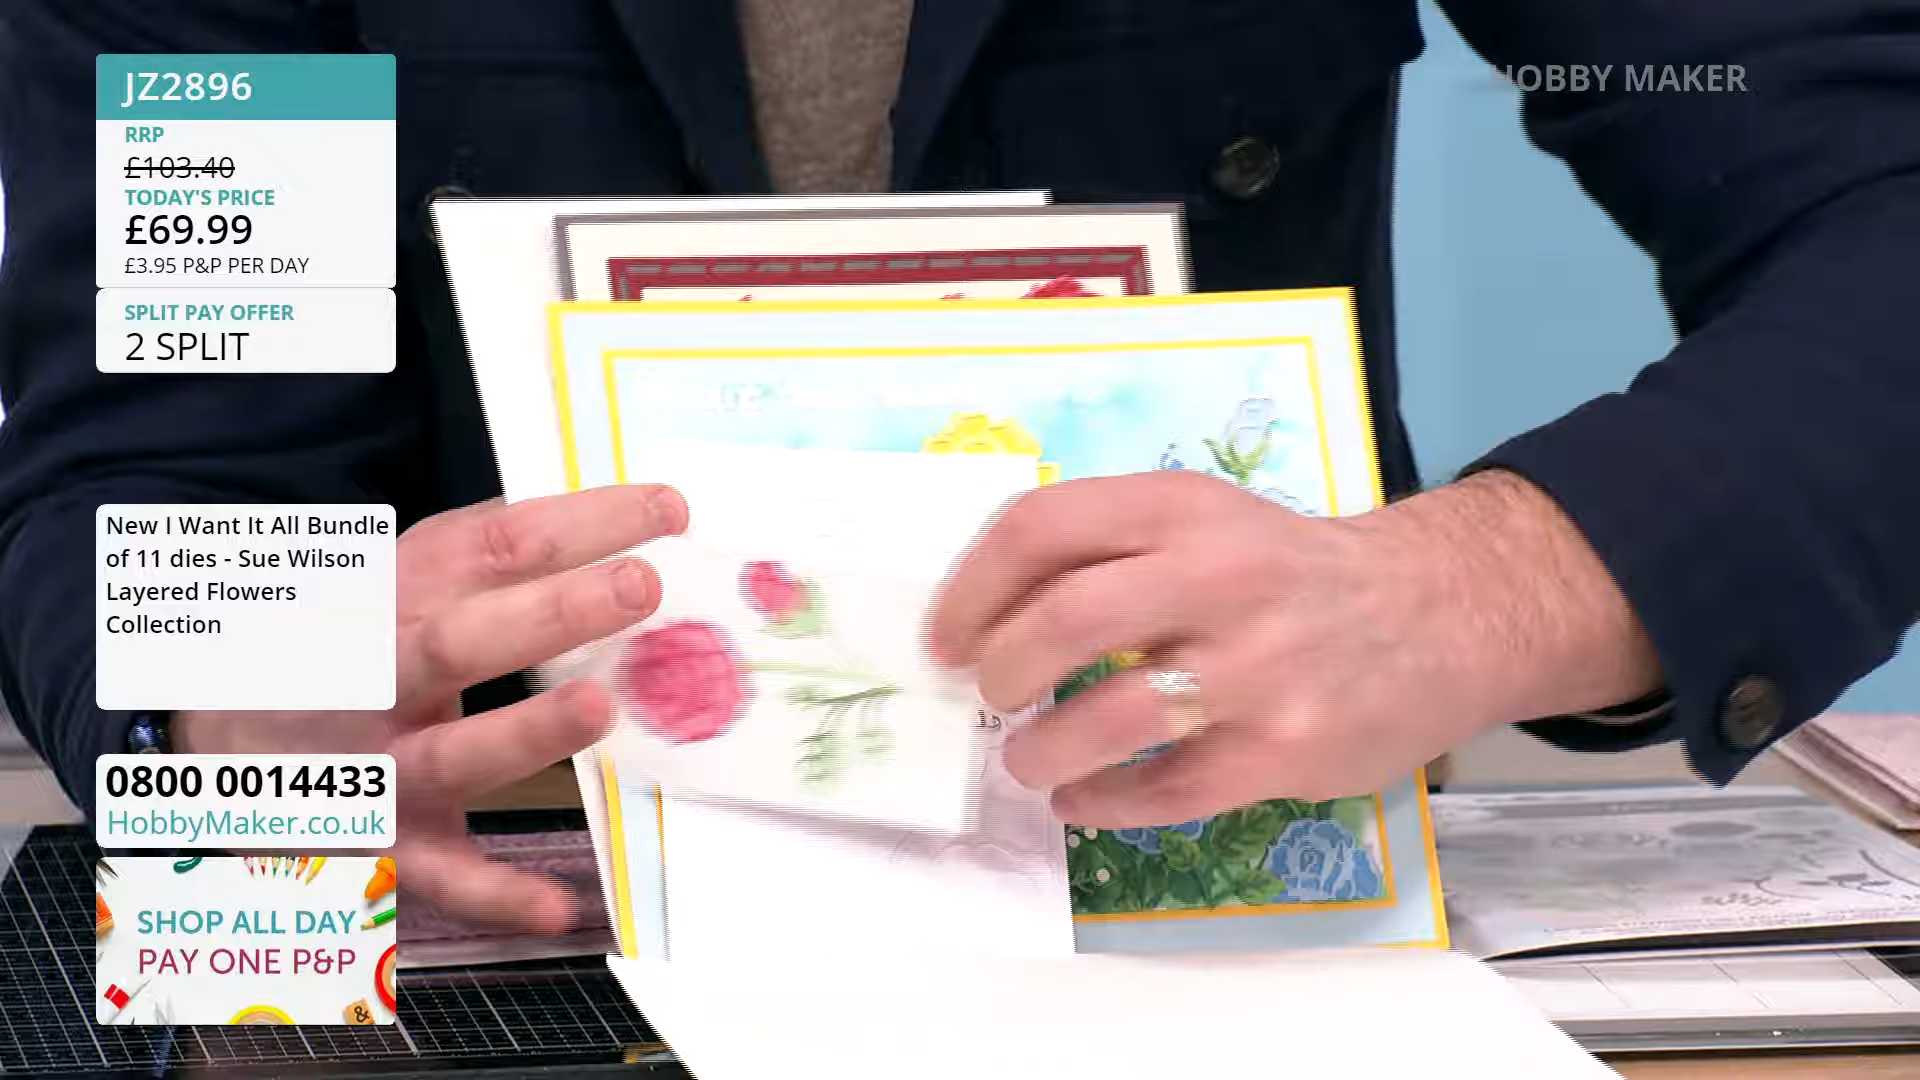 JZ2896
RRP
£103.40
TODAY'S PRICE
£69.99
£3.95 P&P PER DAY
SPLIT PAY OFFER
2 SPLIT
New I Want It All Bundle
of 11 dies - Sue Wilson
Layered Flowers
Collection
0800 0014433
HobbyMaker.co.uk
SHOP ALL DAY
PAY ONE P&P
&
HOBBY MAKER